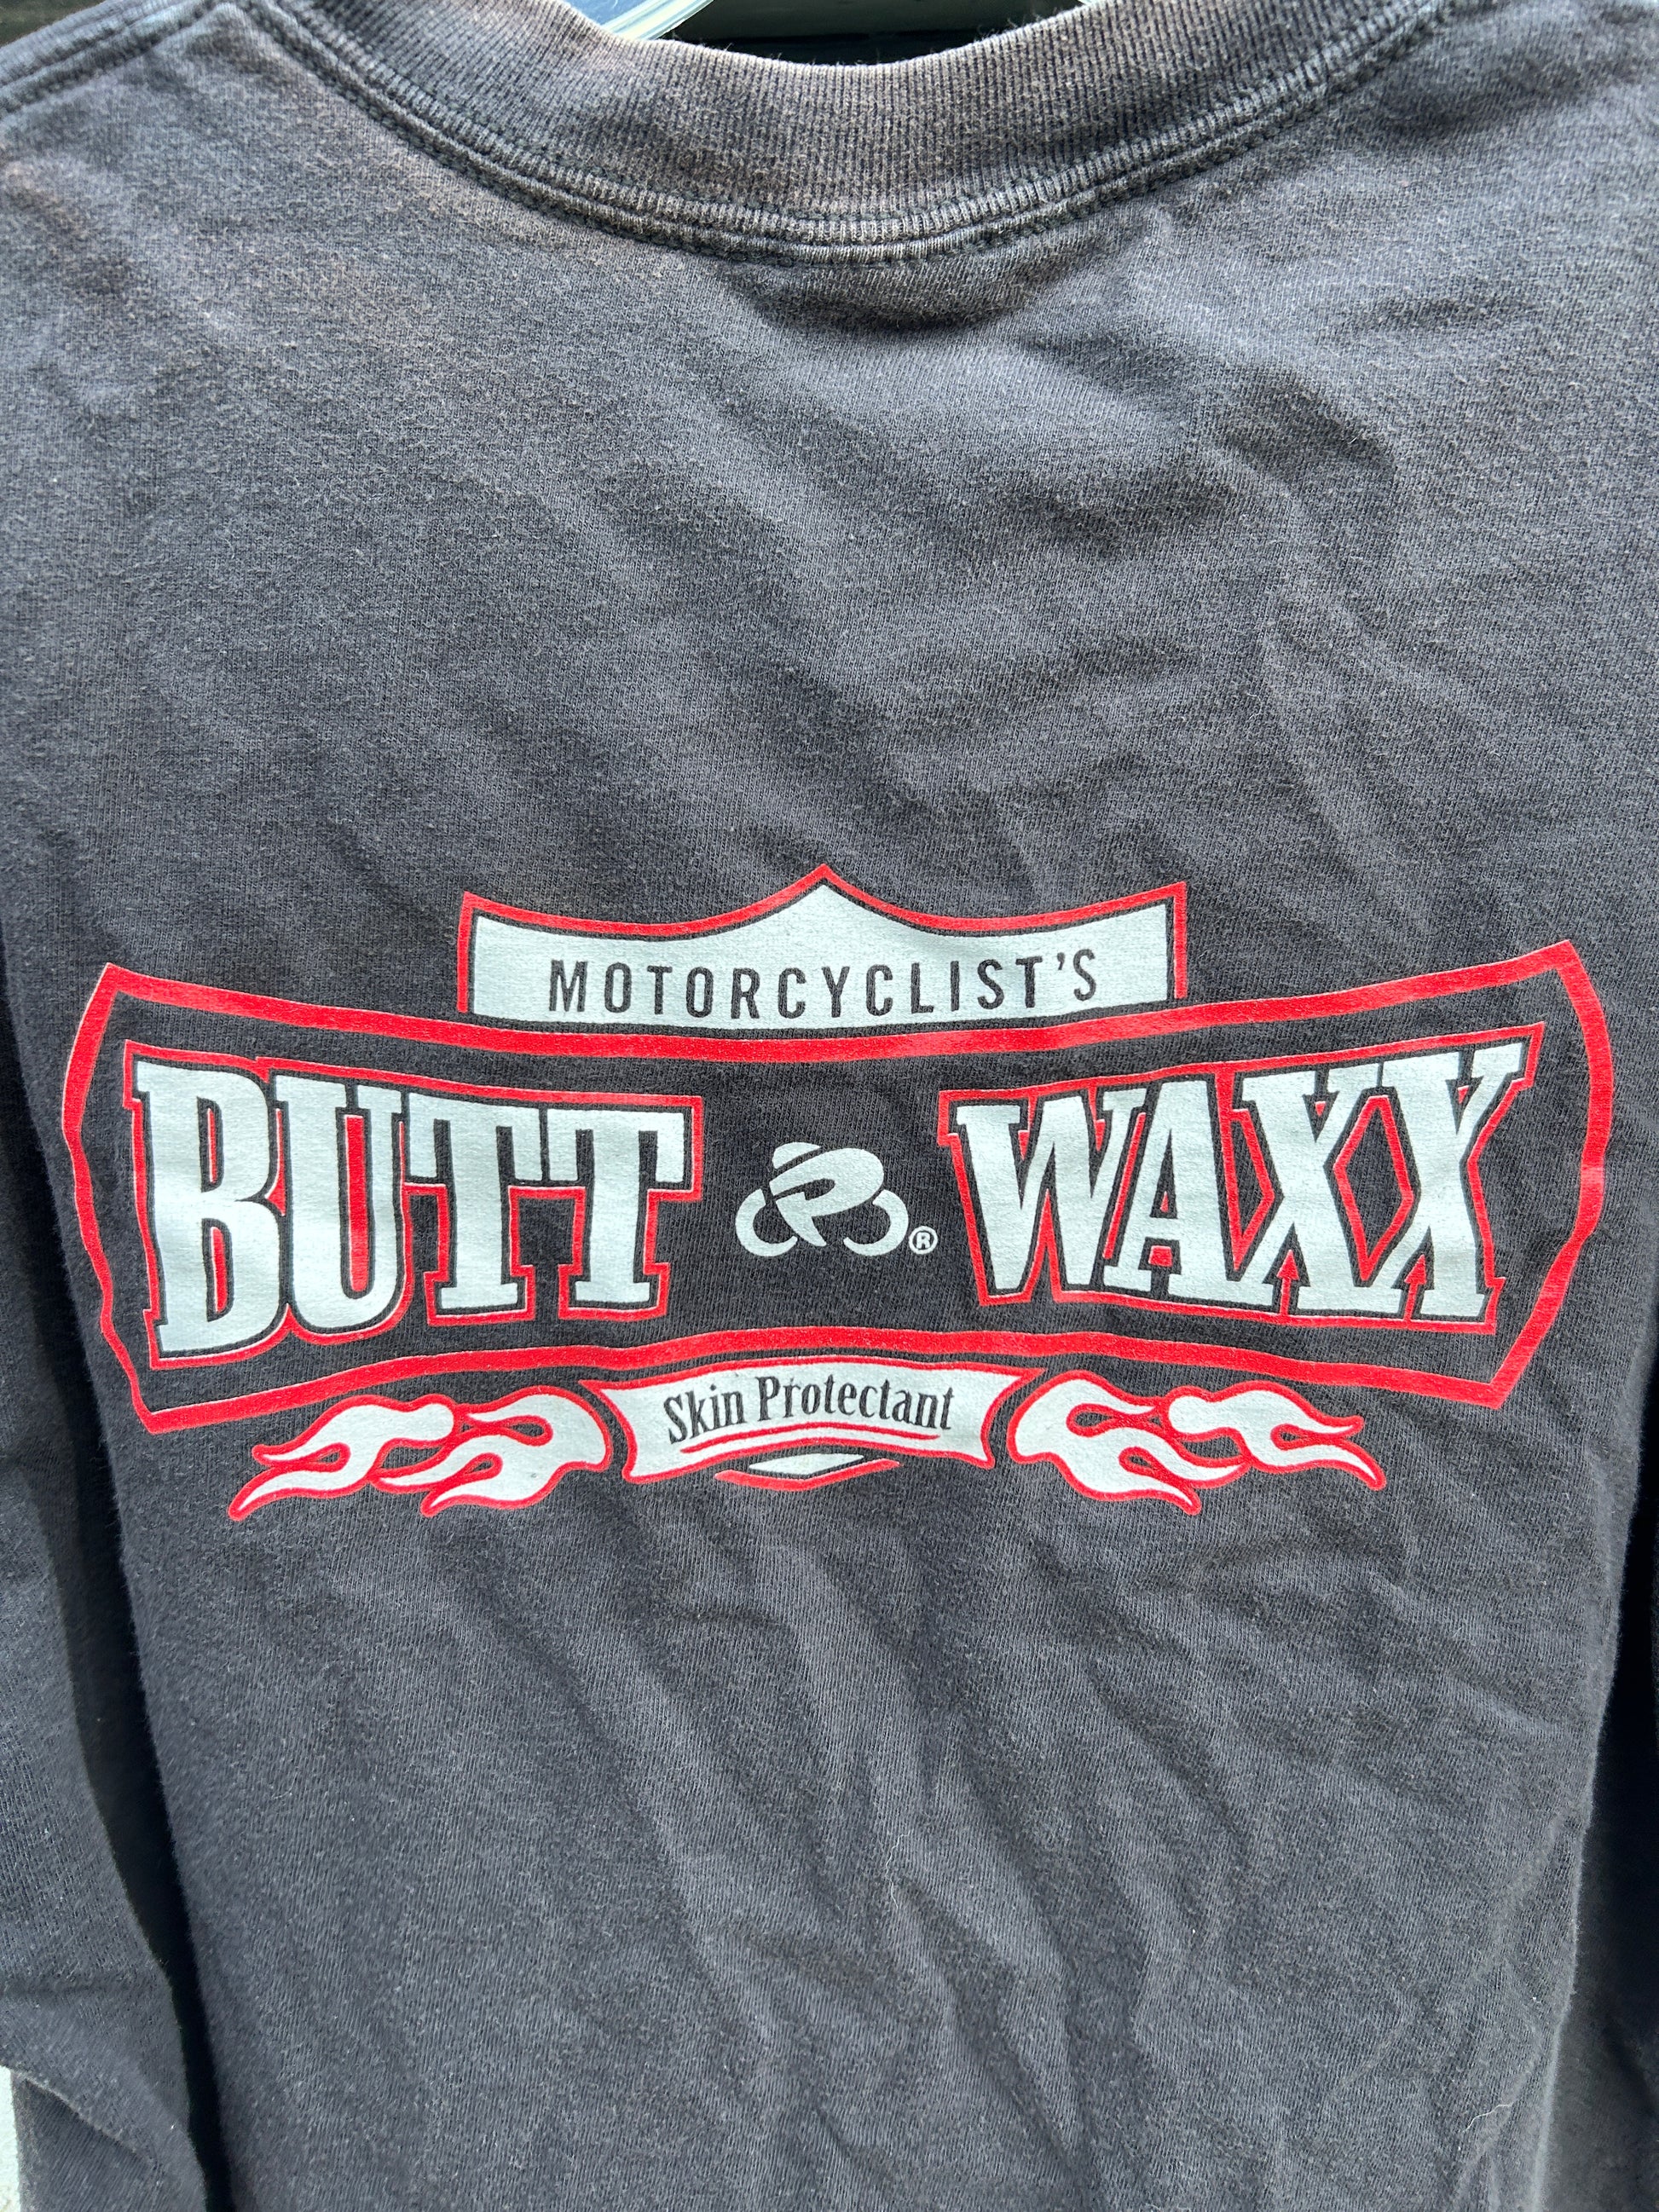 MOTORCYCLIST'S
BUTT ® WAXX
Skin Protectant